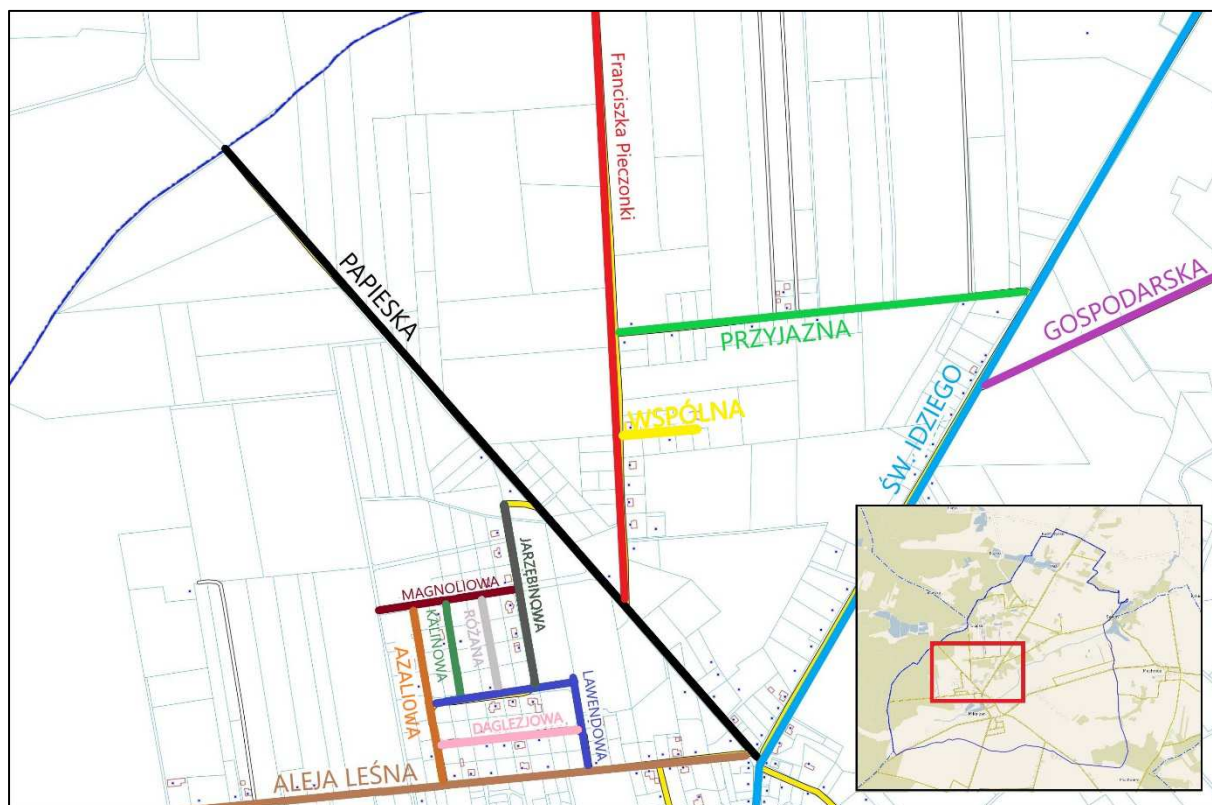 Franciszka Pieczonki
PAPIESKA
GOSPODARSKA
PRZYJAZNA
WSPÓLNA
ŚW. IDZIEGO
JARZĘBINOWA
MAGNOLIOWA
KALINOWA
RÓŻANA
AZALIOWA
LAWENDOWA
DAGLEZJOWA
ALEJA LEŚNA